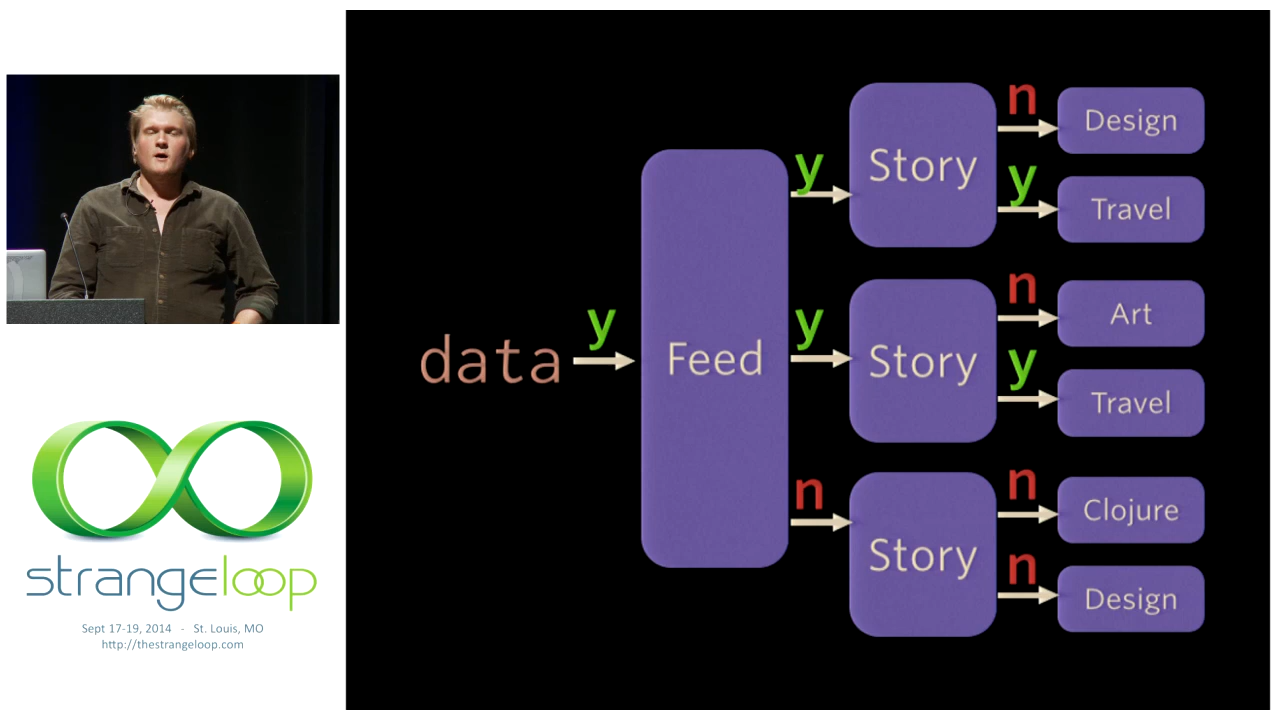 strangeloop
Sept 17-19, 2014 - St. Louis, MO
http://thestrangeloop.com
data
y
Feed
y
Story
n
Design
y
Travel
y
Story
n
Art
y
Travel
n
Story
n
Clojure
n
Design